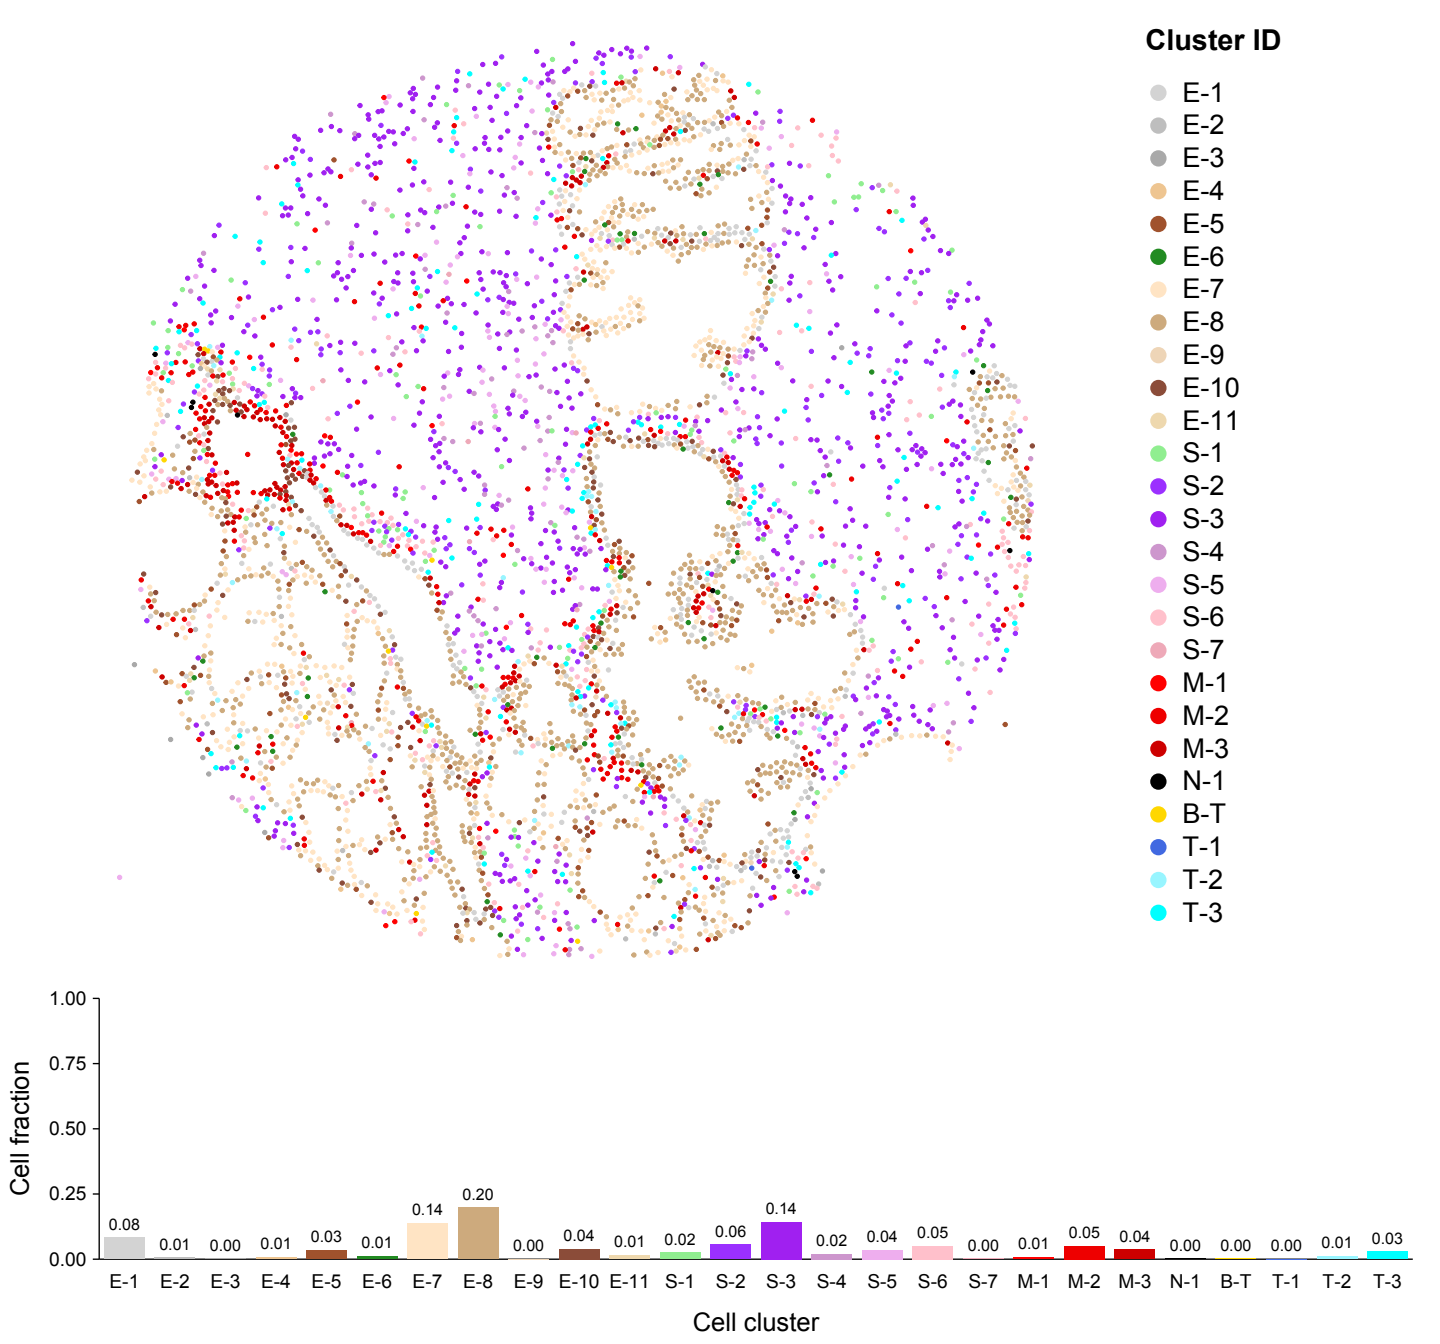 Cluster ID
E-1
E-2
E-3
E-4
E-5
E-6
E-7
E-8
E-9
E-10
E-11
S-1
S-2
S-3
S-4
S-5
S-6
S-7
M-1
M-2
M-3
N-1
B-T
T-1
T-2
T-3
Cell fraction
1.00
0.75
0.50
0.25
0.00
0.08 0.01 0.00 0.01 0.03 0.01 0.14 0.20 0.00 0.04 0.01 0.02 0.06 0.14 0.02 0.04 0.05 0.00 0.01 0.05 0.04 0.00 0.00 0.00 0.01 0.03
E-1 E-2 E-3 E-4 E-5 E-6 E-7 E-8 E-9 E-10 E-11 S-1 S-2 S-3 S-4 S-5 S-6 S-7 M-1 M-2 M-3 N-1 B-T T-1 T-2 T-3
Cell cluster